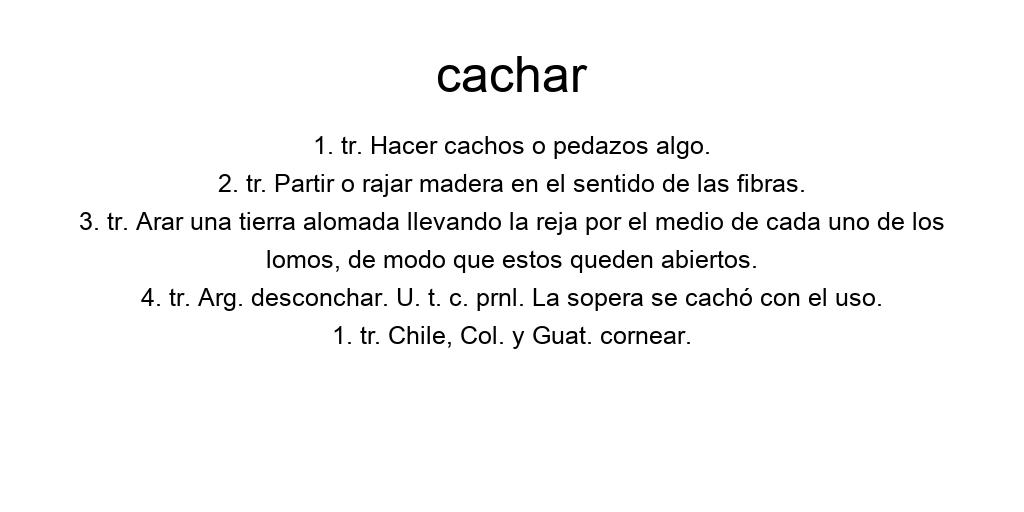 cachar
1. tr. Hacer cachos o pedazos algo.
2. tr. Partir o rajar madera en el sentido de las fibras.
3. tr. Arar una tierra alomada llevando la reja por el medio de cada uno de los
lomos, de modo que estos queden abiertos.
4. tr. Arg. desconchar. U. t. c. prnl. La sopera se cachó con el uso.
1. tr. Chile, Col. y Guat. cornear.